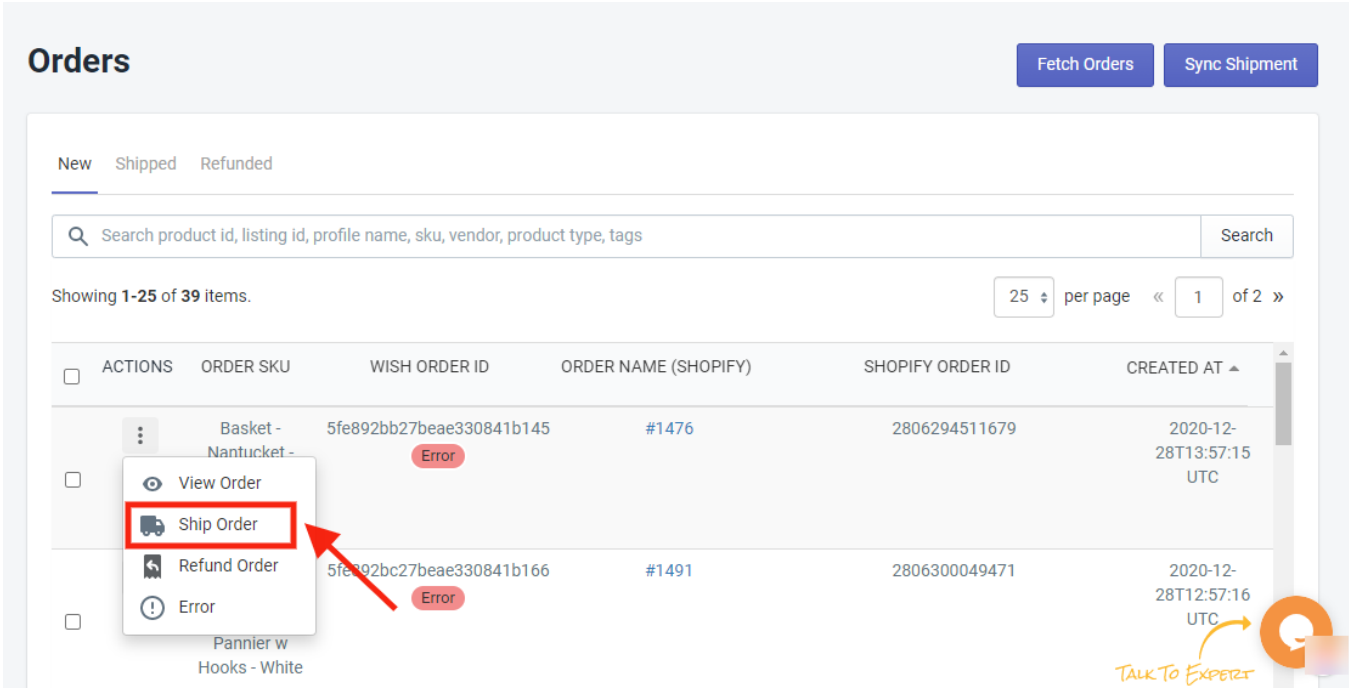 Orders
Fetch Orders
Sync Shipment
New Shipped Refunded
Search product id, listing id, profile name, sku, vendor, product type, tags
Search
Showing 1-25 of 39 items.
25 per page « 1 of 2 »
ACTIONS ORDER SKU WISH ORDER ID ORDER NAME (SHOPIFY) SHOPIFY ORDER ID CREATED AT
Basket - 5fe892bb27beae330841b145 #1476 2806294511679 2020-12-
Nantucket - Error 28T13:57:15
UTC
View Order
Ship Order
Refund Order
Error
5fe892bc27beae330841b166 #1491 2806300049471 2020-12-
Error 28T12:57:16
UTC
Pannier w
Hooks - White
TALK TO EXPERT